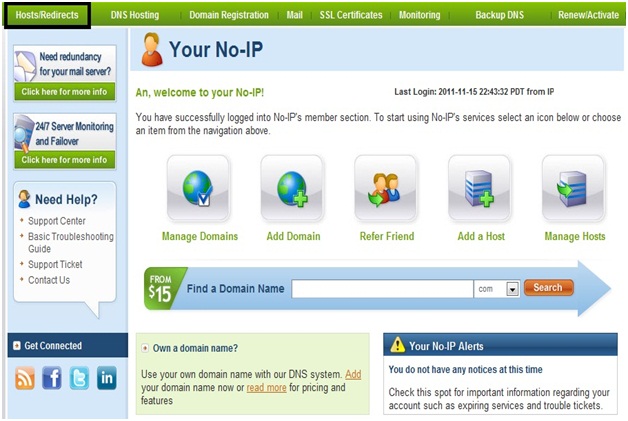 Hosts/Redirects DNS Hosting Domain Registration Mail SSL Certificates Monitoring Backup DNS Renew/Activate
Need redundancy
for your mail server?
Click here for more info
24/7 Server Monitoring
and Failover
Click here for more info
Need Help?
Support Center
Basic Troubleshooting
Guide
Support Ticket
Contact Us
Get Connected
Your No-IP
An, welcome to your No-IP!
Last Login: 2011-11-15 22:43:32 PDT from IP
You have successfully logged into No-IP's member section. To start using No-IP's services select an icon below or choose
an item from the navigation above.
Manage Domains
Add Domain
Refer Friend
Add a Host
Manage Hosts
FROM
$15
Find a Domain Name
com
Search
Own a domain name?
Use your own domain name with our DNS system. Add
your domain name now or read more for pricing and
features
Your No-IP Alerts
You do not have any notices at this time
Check this spot for important information regarding your
account such as expiring services and trouble tickets.